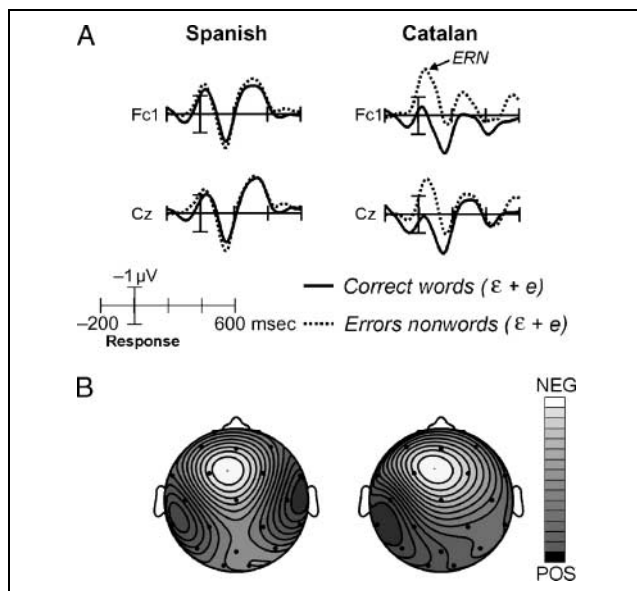 A
Spanish Catalan
ERN
Fc1 Fc1
Cz Cz
–1 μV
–200 600 msec
Response
Correct words (ε + e)
Errors nonwords (ε + e)
B
NEG
POS